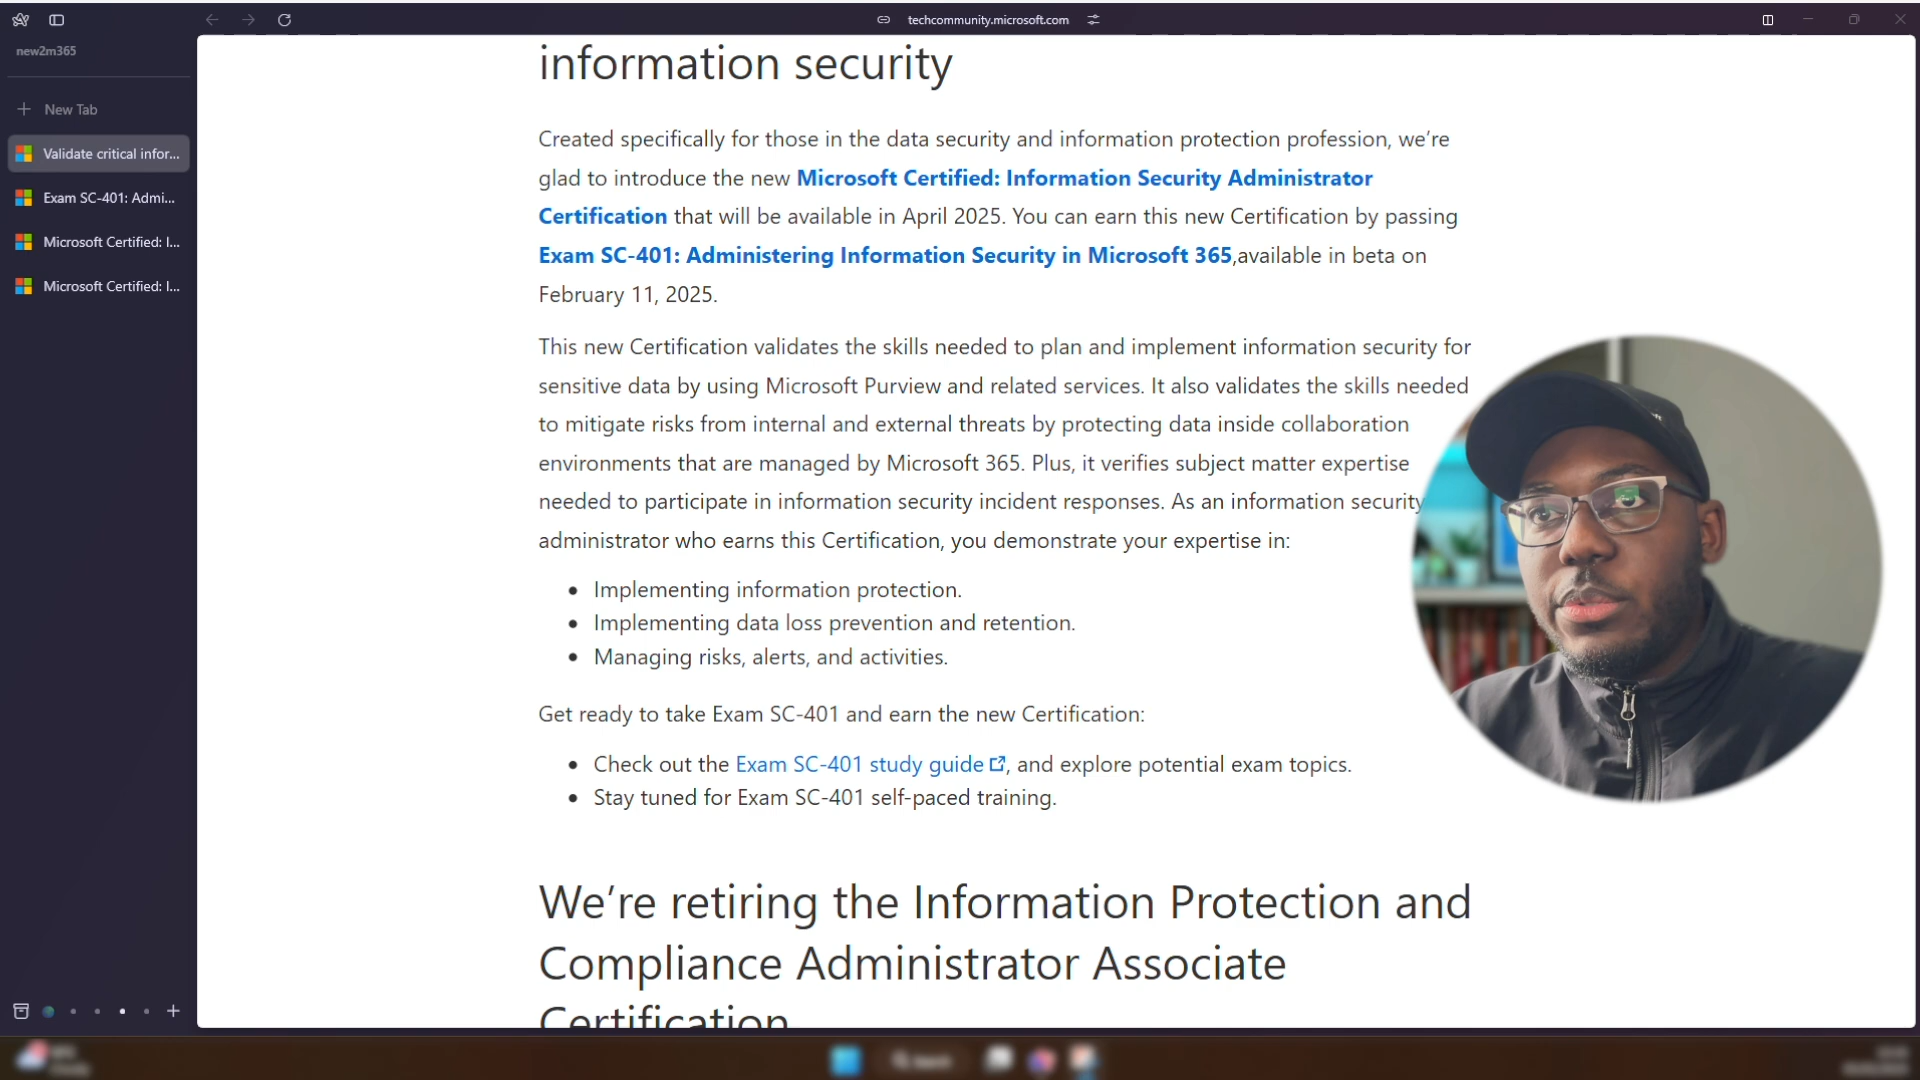 techcommunity.microsoft.com
new2m365
New Tab
Validate critical infor...
Exam SC-401: Admi...
Microsoft Certified: I...
Microsoft Certified: I...
information security
Created specifically for those in the data security and information protection profession, we're
glad to introduce the new Microsoft Certified: Information Security Administrator
Certification that will be available in April 2025. You can earn this new Certification by passing
Exam SC-401: Administering Information Security in Microsoft 365,available in beta on
February 11, 2025.
This new Certification validates the skills needed to plan and implement information security for
sensitive data by using Microsoft Purview and related services. It also validates the skills needed
to mitigate risks from internal and external threats by protecting data inside collaboration
environments that are managed by Microsoft 365. Plus, it verifies subject matter expertise
needed to participate in information security incident responses. As an information security
administrator who earns this Certification, you demonstrate your expertise in:
• Implementing information protection.
• Implementing data loss prevention and retention.
• Managing risks, alerts, and activities.
Get ready to take Exam SC-401 and earn the new Certification:
• Check out the Exam SC-401 study guide, and explore potential exam topics.
• Stay tuned for Exam SC-401 self-paced training.
We're retiring the Information Protection and
Compliance Administrator Associate
Certification